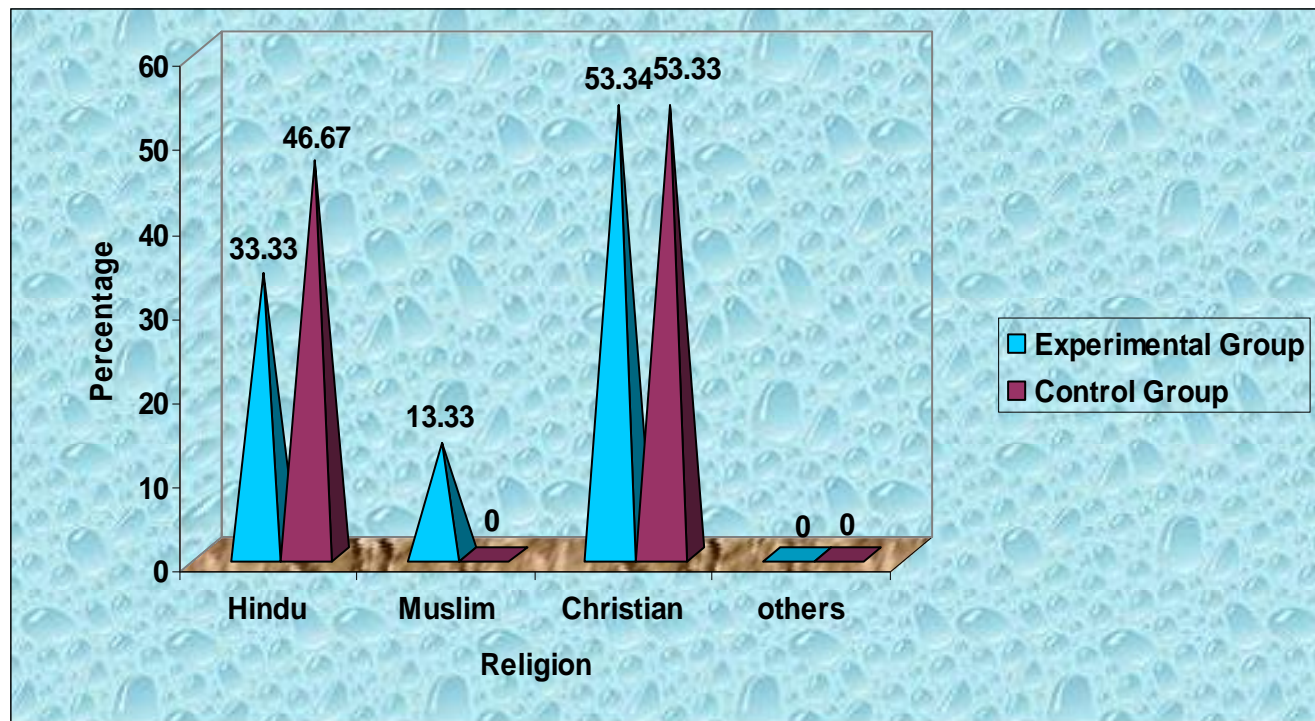 60
50
40
30
20
10
0
Percentage
33.33
46.67
13.33
0
53.34
53.33
0
0
Hindu
Muslim
Christian
others
Religion
Experimental Group
Control Group